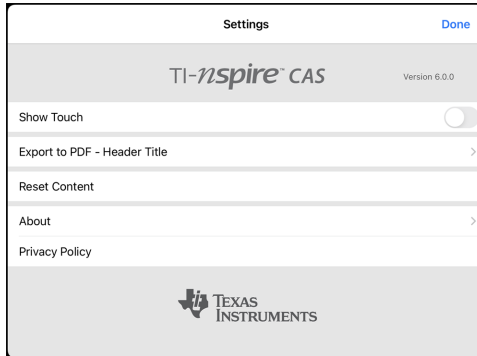 Settings
Done
TI-nspire™ CAS
Version 6.0.0
Show Touch
Export to PDF - Header Title
Reset Content
About
Privacy Policy
TEXAS
INSTRUMENTS